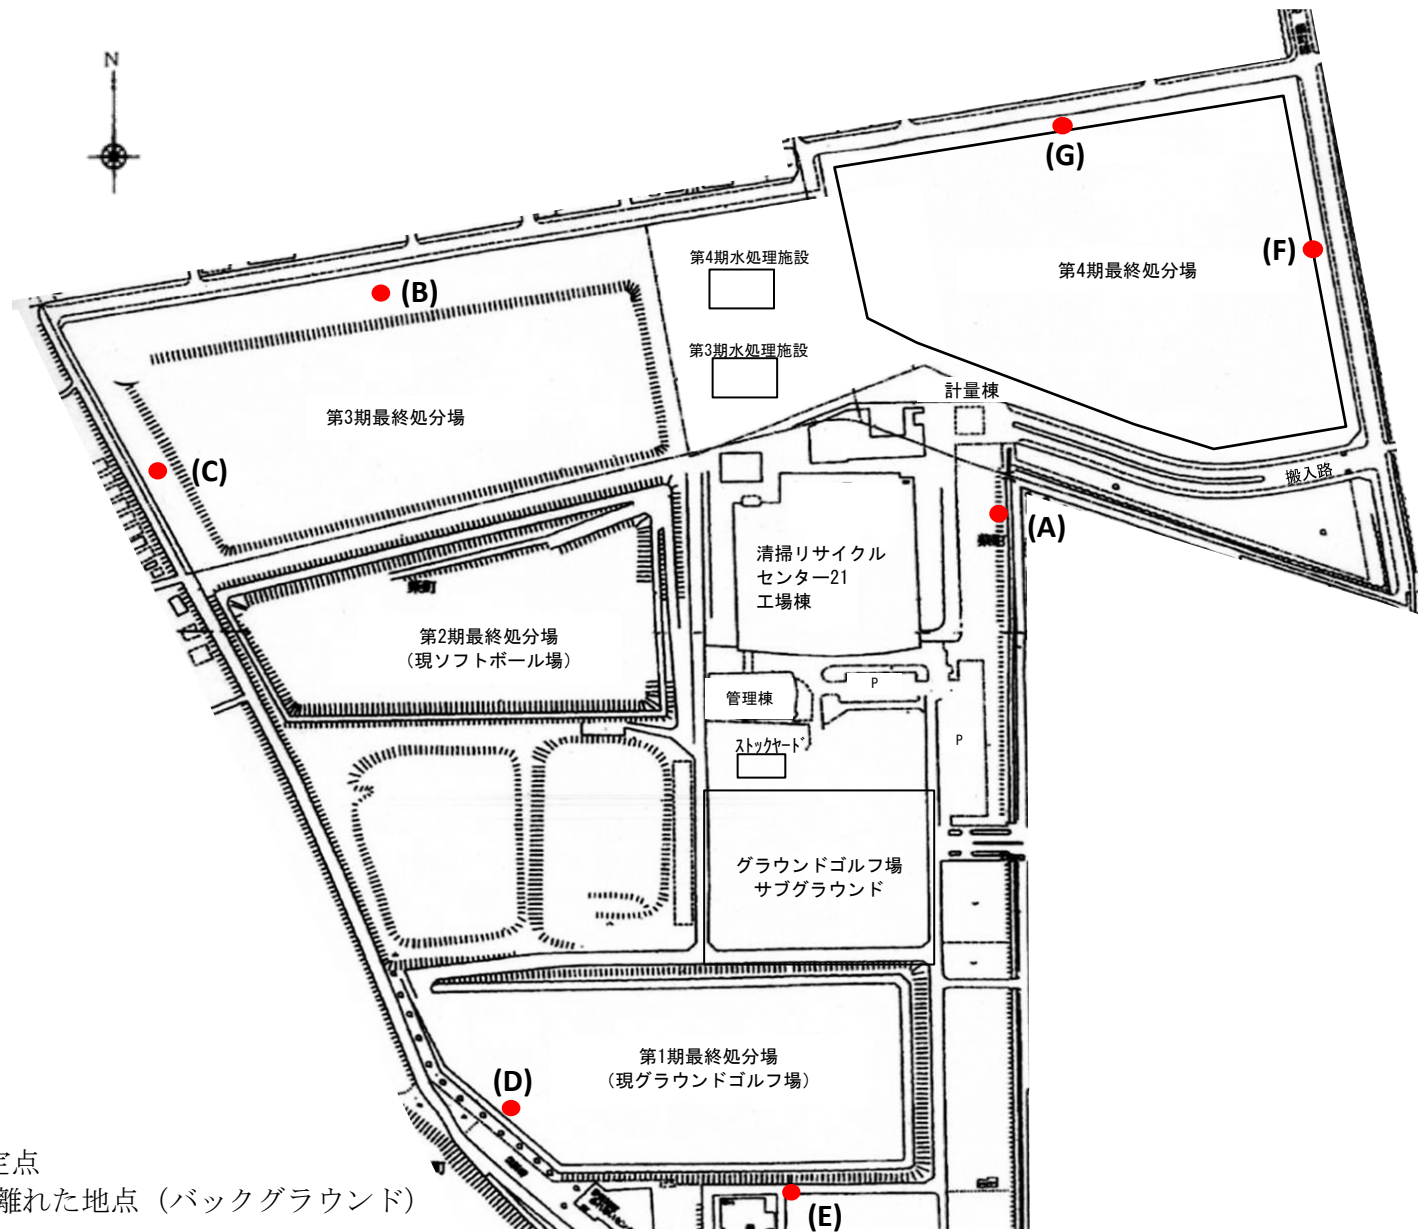 N
(G)
(F)
第4期水処理施設
第4期最終処分場
(B)
第3期水処理施設
計量棟
第3期最終処分場
(C)
搬入路
(A)
清掃リサイクル
センター21
工場棟
第2期最終処分場
（現ソフトボール場）
P
管理棟
P
ストックヤード
グラウンドゴルフ場
サブグラウンド
第1期最終処分場
（現グラウンドゴルフ場）
(D)
定点
離れた地点（バックグラウンド）
(E)